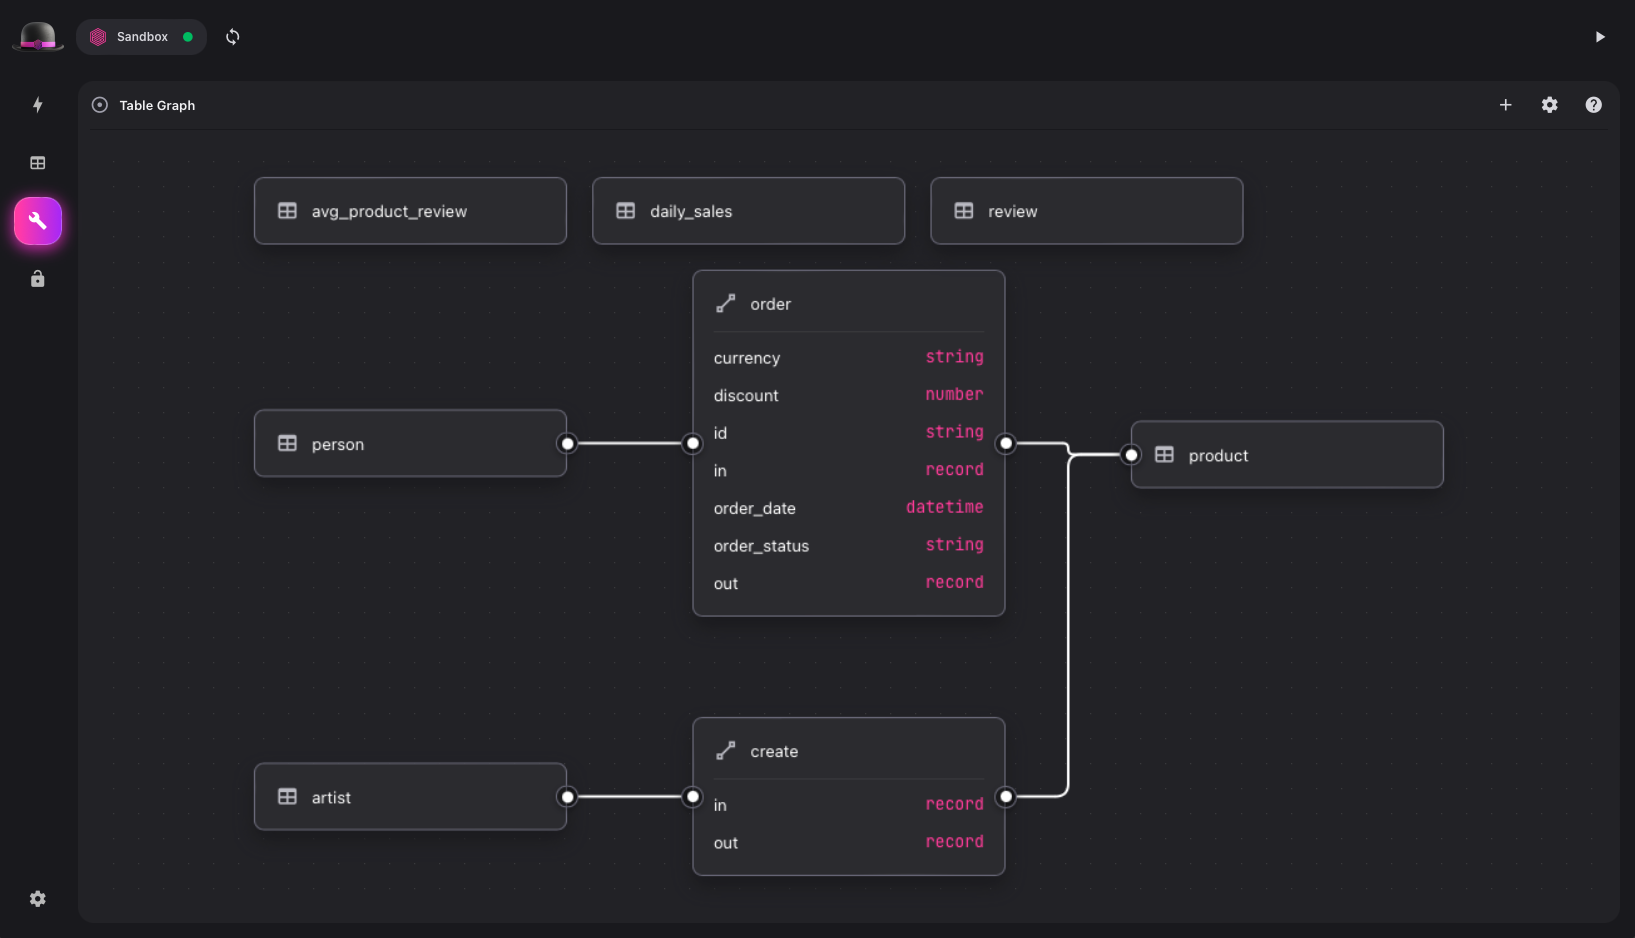 Sandbox
Table Graph
avg_product_review
daily_sales
review
order
currency string
discount number
id string
in record
order_date datetime
order_status string
out record
person
product
create
in record
out record
artist